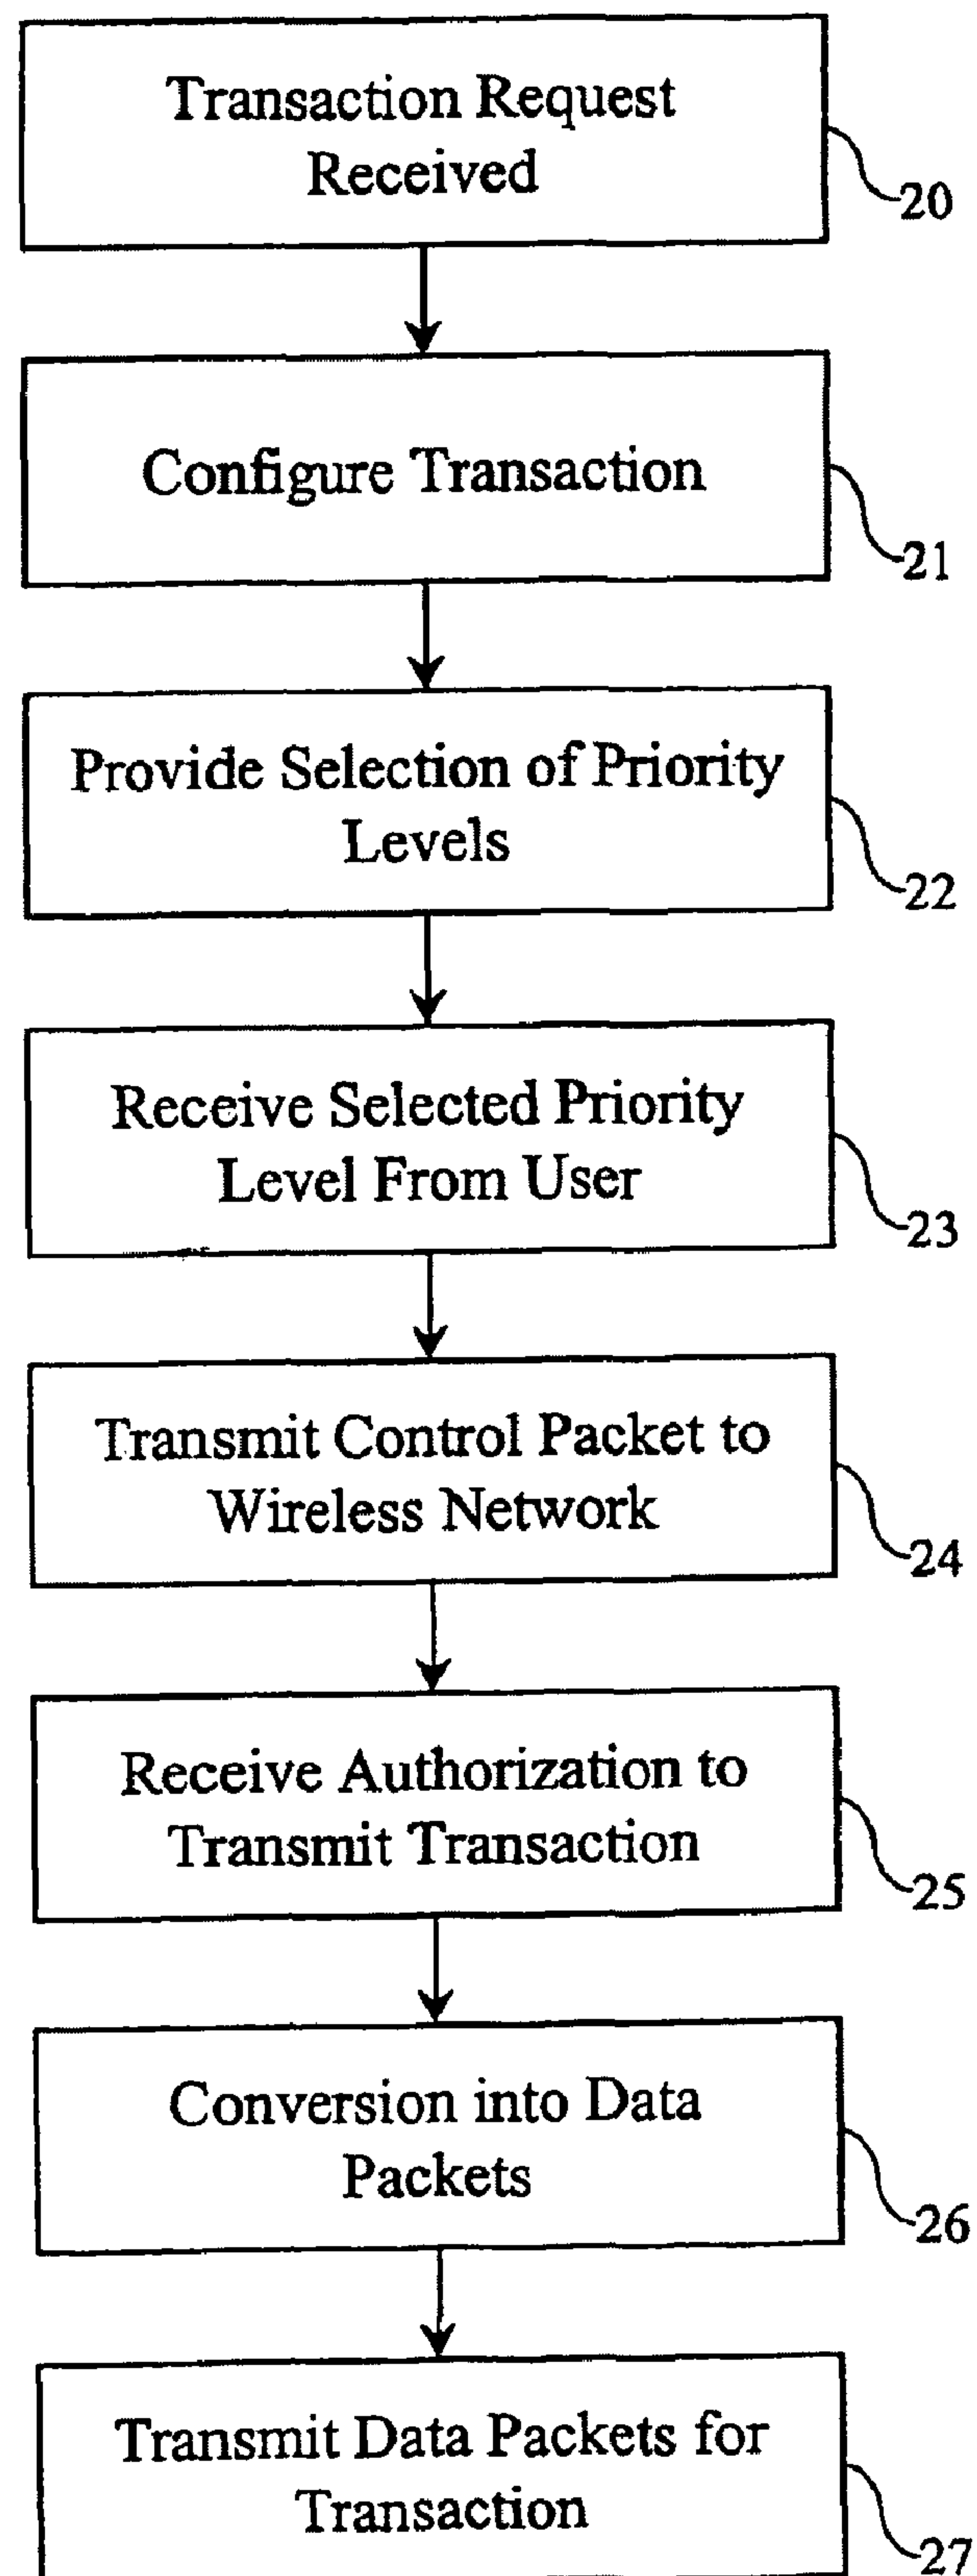 Transaction Request
Received
20
Configure Transaction
21
Provide Selection of Priority
Levels
22
Receive Selected Priority
Level From User
23
Transmit Control Packet to
Wireless Network
24
Receive Authorization to
Transmit Transaction
25
Conversion into Data
Packets
26
Transmit Data Packets for
Transaction
27